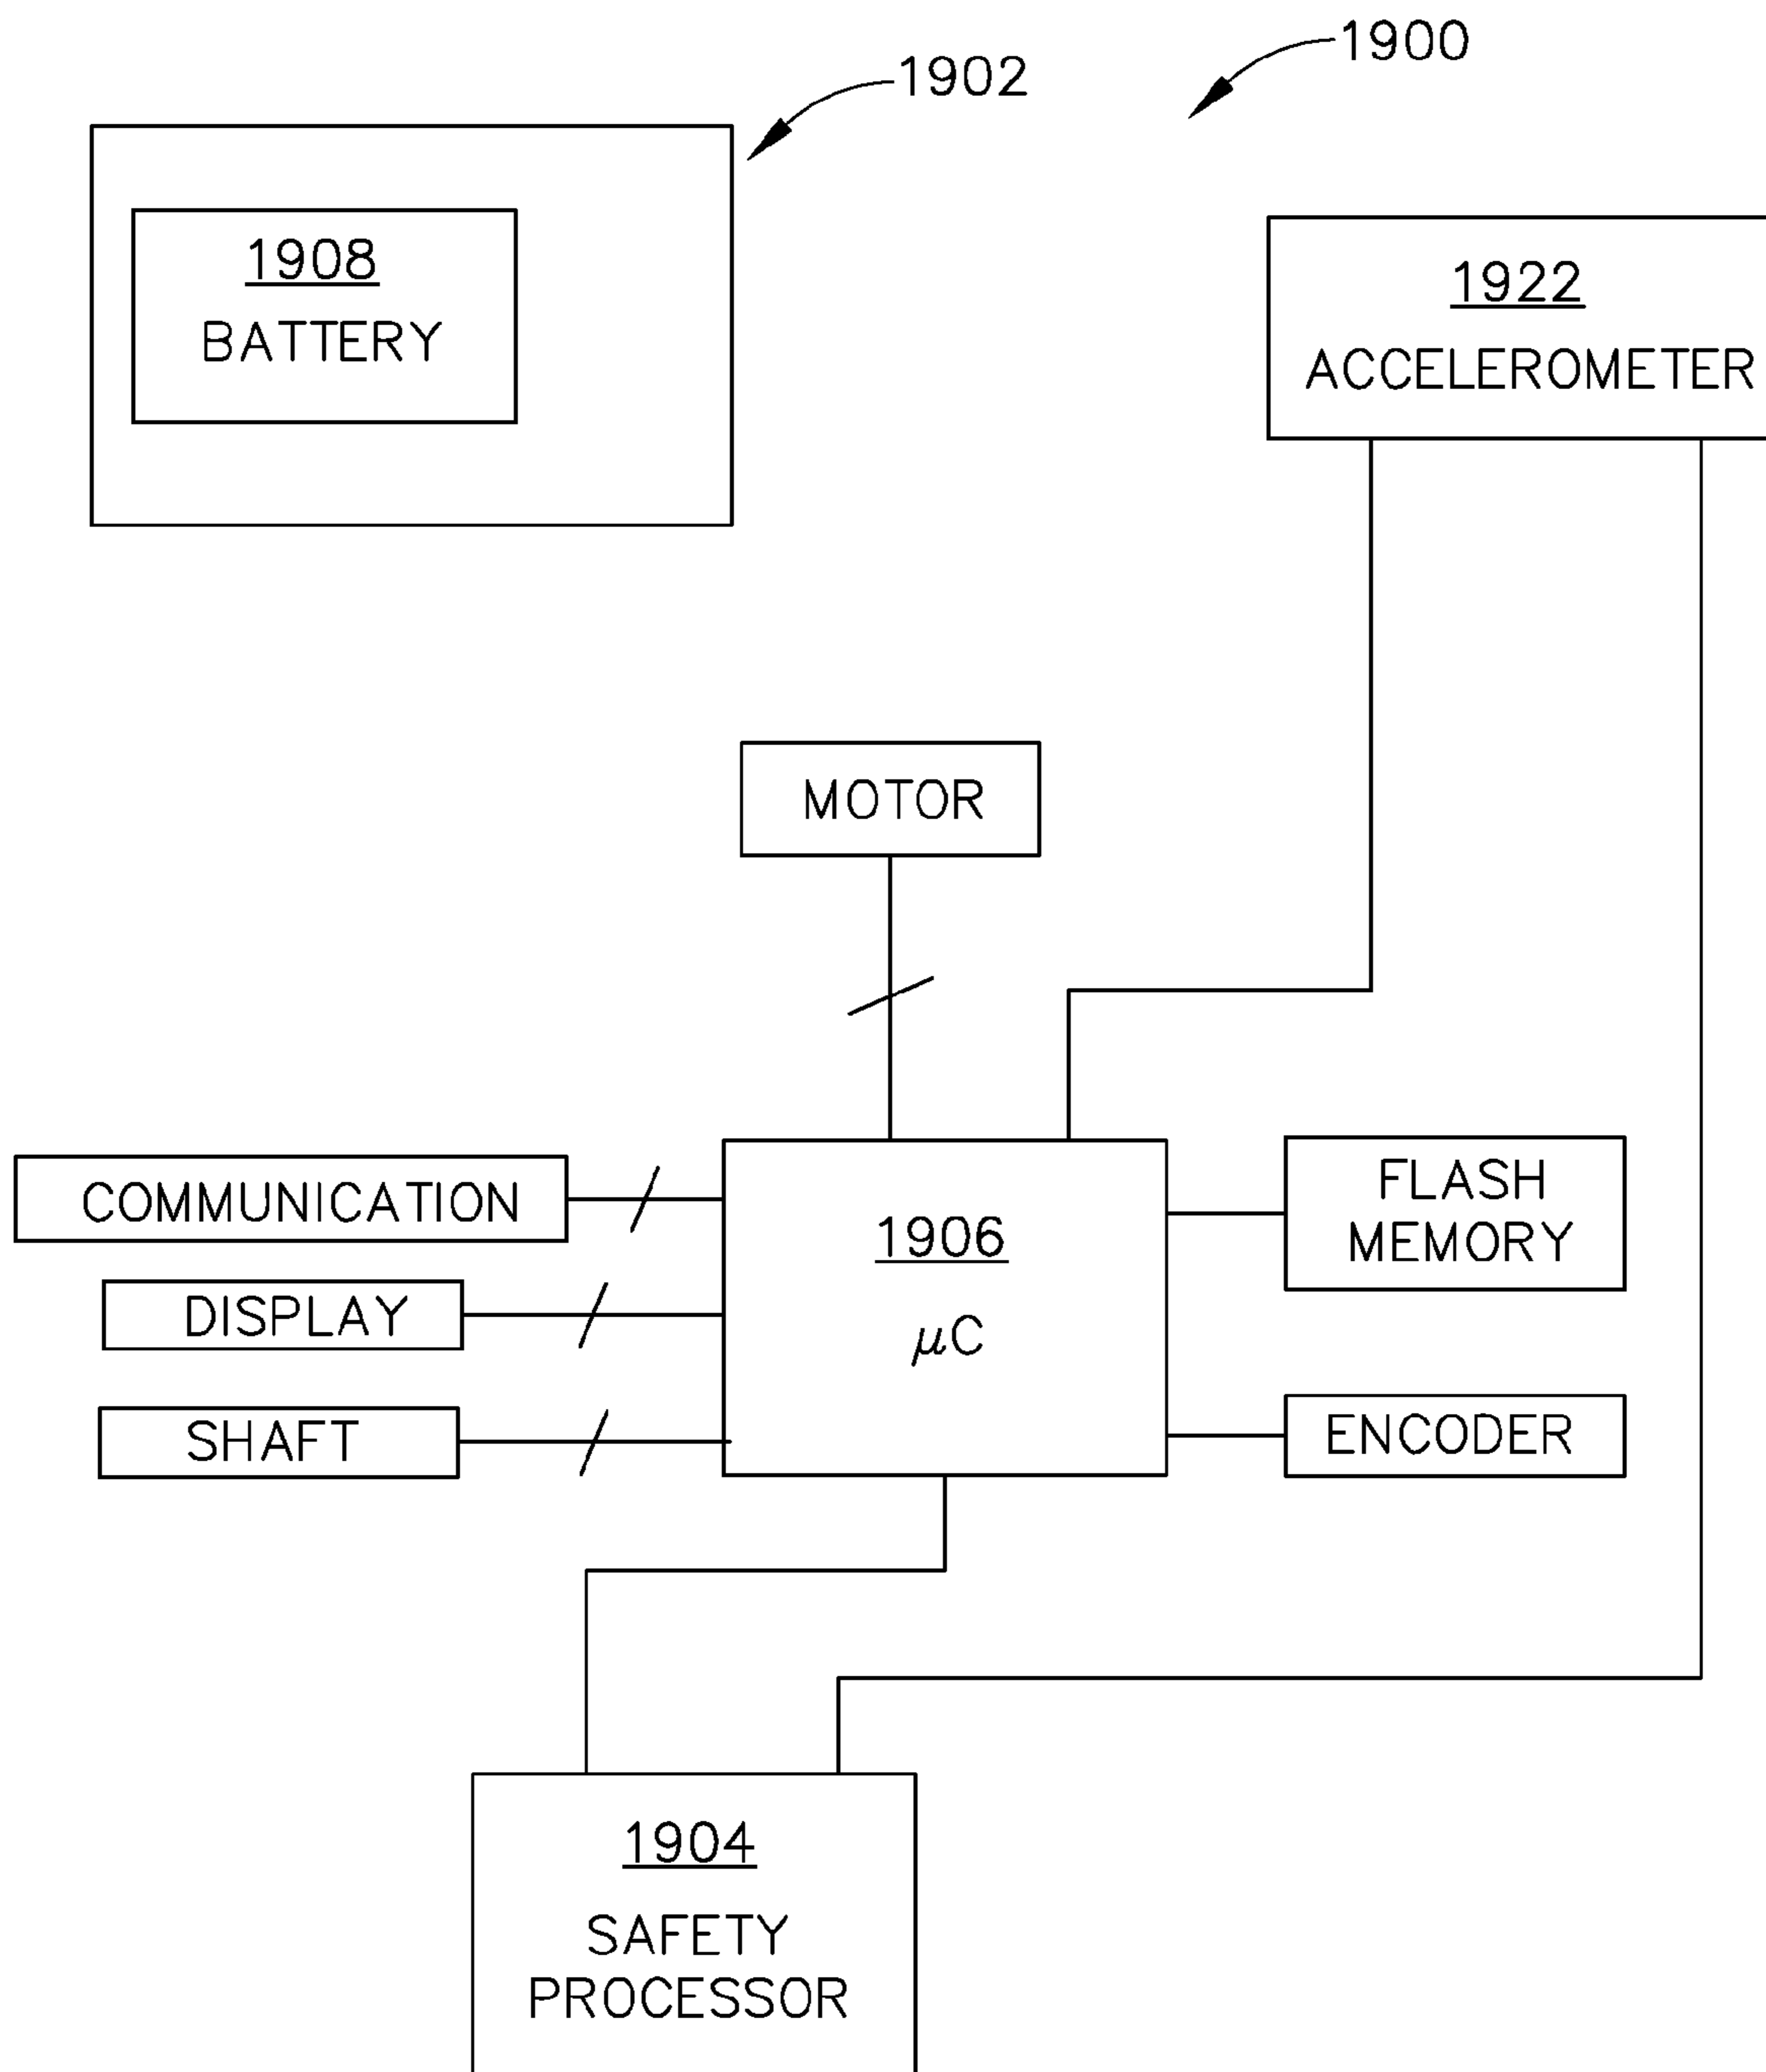 1900
1902
1908
BATTERY
1922
ACCELEROMETER
MOTOR
COMMUNICATION
DISPLAY
SHAFT
1906
μC
FLASH
MEMORY
ENCODER
1904
SAFETY
PROCESSOR